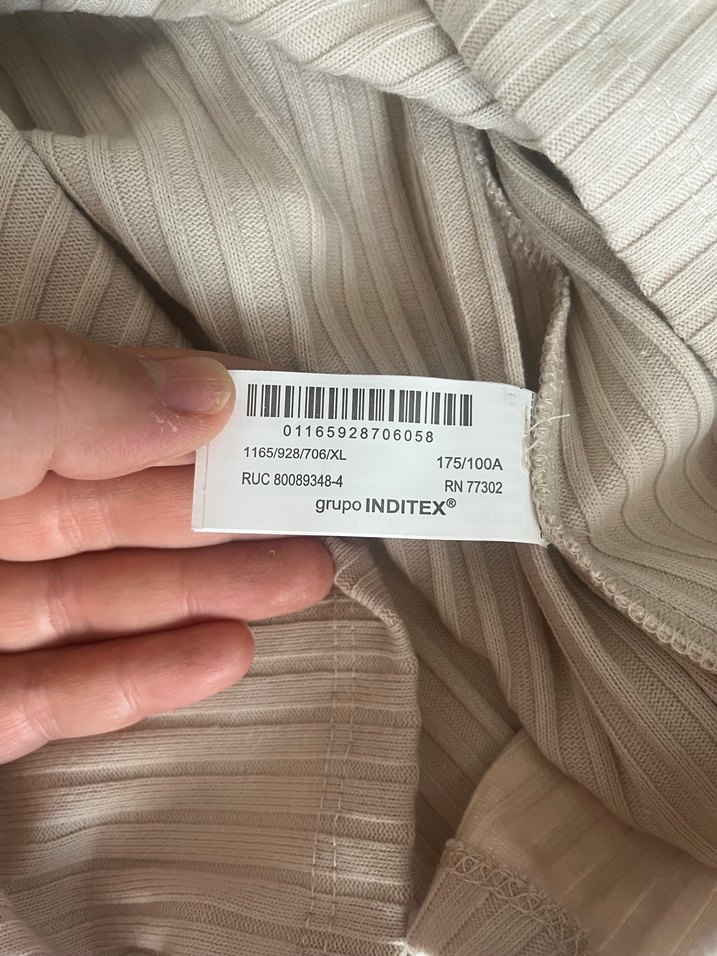 01165928706058
1165/928/706/XL
175/100A
RUC 80089348-4
RN 77302
grupo INDITEX®